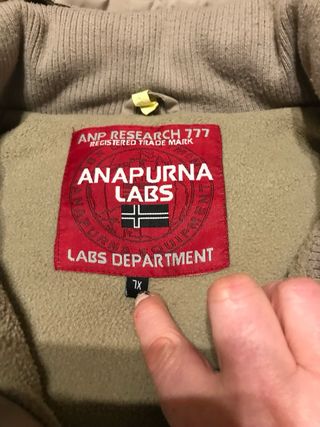 ANP RESEARCH 777
REGISTERED TRADE MARK
ANAPURNA
LABS
LABS DEPARTMENT
XL